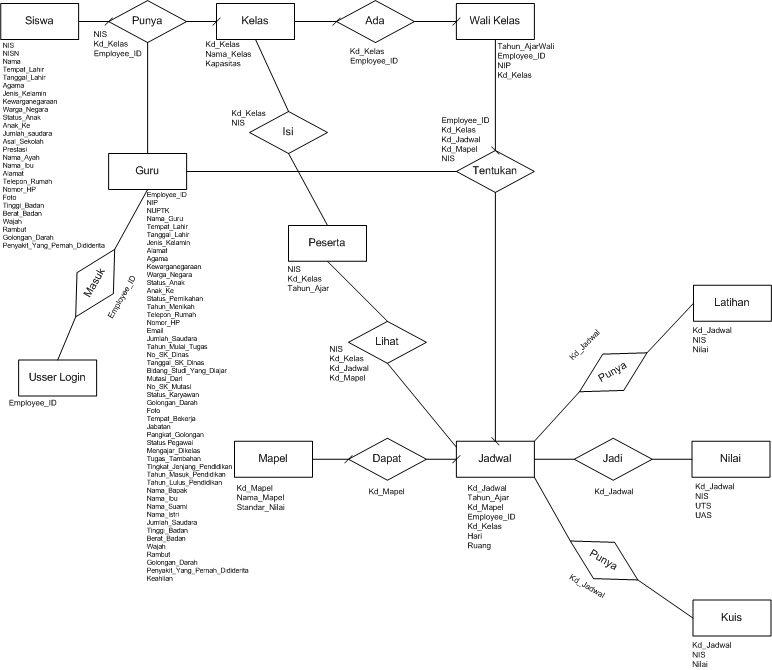 Siswa
Punya
Kelas
Ada
Wali Kelas
NIS
NISN
Nama
Tempat_Lahir
Tanggal_Lahir
Agama
Jenis_Kelamin
Kewarganegaraan
Warga_Negara
Status_Anak
Anak_Ke
Jumlah_saudara
Asal_Sekolah
Prestasi
Nama_Ayah
Nama_Ibu
Alamat
Telepon_Rumah
Nomor_HP
Foto
Tinggi_Badan
Berat_Badan
Wajah
Rambut
Golongan_Darah
Penyakit_Yang_Pernah_Dididerita
NIS
Kd_Kelas
Employee_ID
Kd_Kelas
Nama_Kelas
Kapasitas
Kd_Kelas
Employee_ID
Tahun_AjarWali
Employee_ID
NIP
Kd_Kelas
Kd_Kelas
NIS
Isi
Employee_ID
Kd_Kelas
Kd_Jadwal
Kd_Mapel
NIS
Guru
Tentukan
Employee_ID
NIP
NUPTK
Nama_Guru
Tempat_Lahir
Tanggal_Lahir
Jenis_Kelamin
Alamat
Agama
Kewarganegaraan
Warga_Negara
Status_Anak
Anak_Ke
Status_Pernikahan
Tahun_Menikah
Telepon_Rumah
Nomor_HP
Email
Jumlah_Saudara
Tahun_Mulai_Tugas
No_SK_Dinas
Tanggal_SK_Dinas
Bidang_Studi_Yang_Diajar
Mutasi_Dari
No_SK_Mutasi
Status_Karyawan
Golongan_Darah
Foto
Tempat_Bekerja
Jabatan
Pangkat_Golongan
Status_Pegawai
Mengajar_Dikelas
Tugas_Tambahan
Tingkat_Jenjang_Pendidikan
Tahun_Masuk_Pendidikan
Tahun_Lulus_Pendidikan
Nama_Bapak
Nama_Ibu
Nama_Suami
Nama_Istri
Jumlah_Saudara
Tinggi_Badan
Berat_Badan
Wajah
Rambut
Golongan_Darah
Penyakit_Yang_Pernah_Dididerita
Keahlian
Peserta
NIS
Kd_Kelas
Tahun_Ajar
Masuk
Employee_ID
Usser Login
Employee_ID
Lihat
NIS
Kd_Kelas
Kd_Jadwal
Kd_Mapel
Latihan
Kd_Jadwal
NIS
Nilai
Kd_Jadwal
Punya
Mapel
Dapat
Jadwal
Jadi
Nilai
Kd_Mapel
Nama_Mapel
Standar_Nilai
Kd_Mapel
Kd_Jadwal
Tahun_Ajar
Kd_Mapel
Employee_ID
Kd_Kelas
Hari
Ruang
Kd_Jadwal
Kd_Jadwal
NIS
UTS
UAS
Punya
Kd_Jadwal
Kuis
Kd_Jadwal
NIS
Nilai